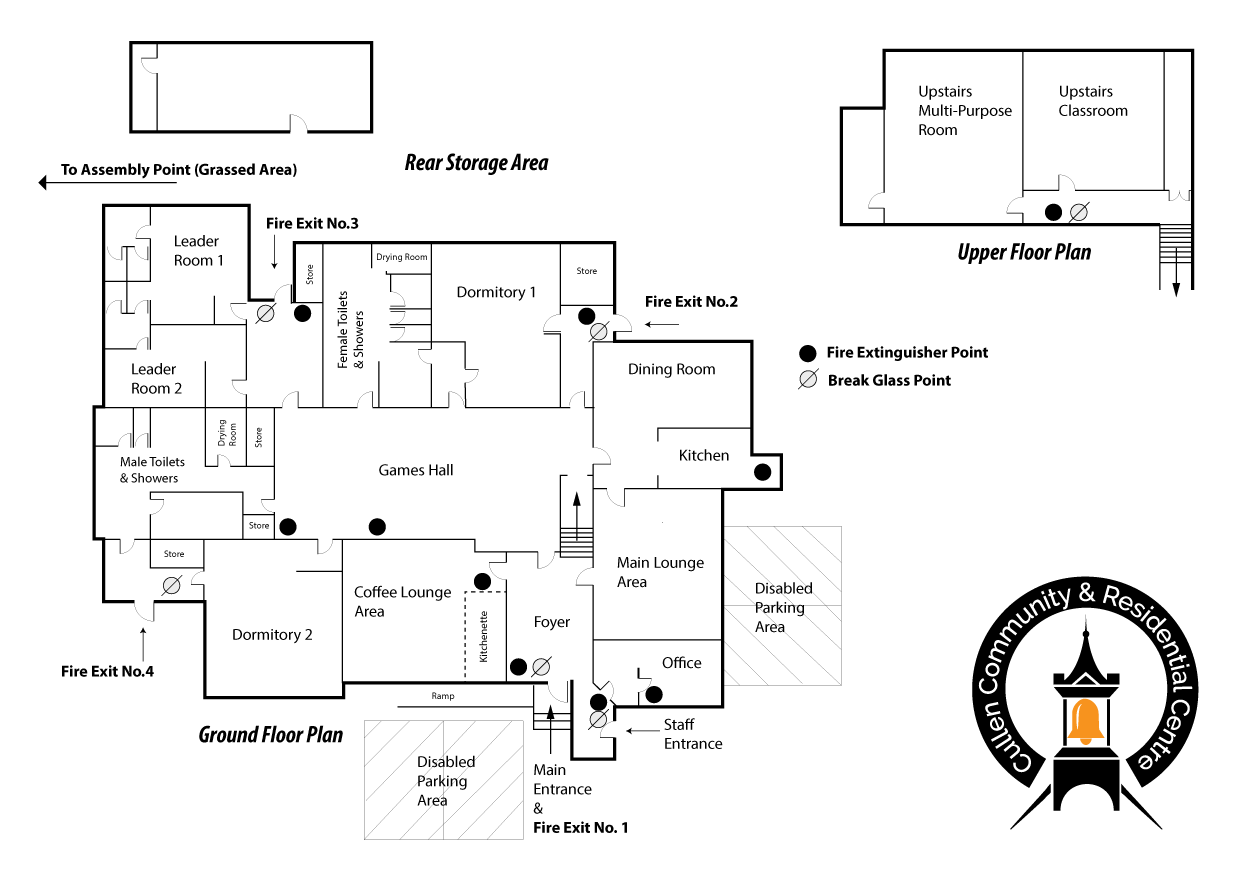 Rear Storage Area
To Assembly Point (Grassed Area)
Upstairs
Multi-Purpose
Room
Upstairs
Classroom
Upper Floor Plan
Fire Exit No.3
Leader
Room 1
Store
Drying Room
Female Toilets
& Showers
Dormitory 1
Store
Fire Exit No.2
Fire Extinguisher Point
Break Glass Point
Leader
Room 2
Dining Room
Drying
Room
Store
Male Toilets
& Showers
Games Hall
Kitchen
Store
Store
Main Lounge
Area
Disabled
Parking
Area
Coffee Lounge
Area
Kitchenette
Foyer
Dormitory 2
Office
Fire Exit No.4
Ramp
Ground Floor Plan
Staff
Entrance
Disabled
Parking
Area
Main
Entrance
&
Fire Exit No. 1
Cullen Community & Residential Centre